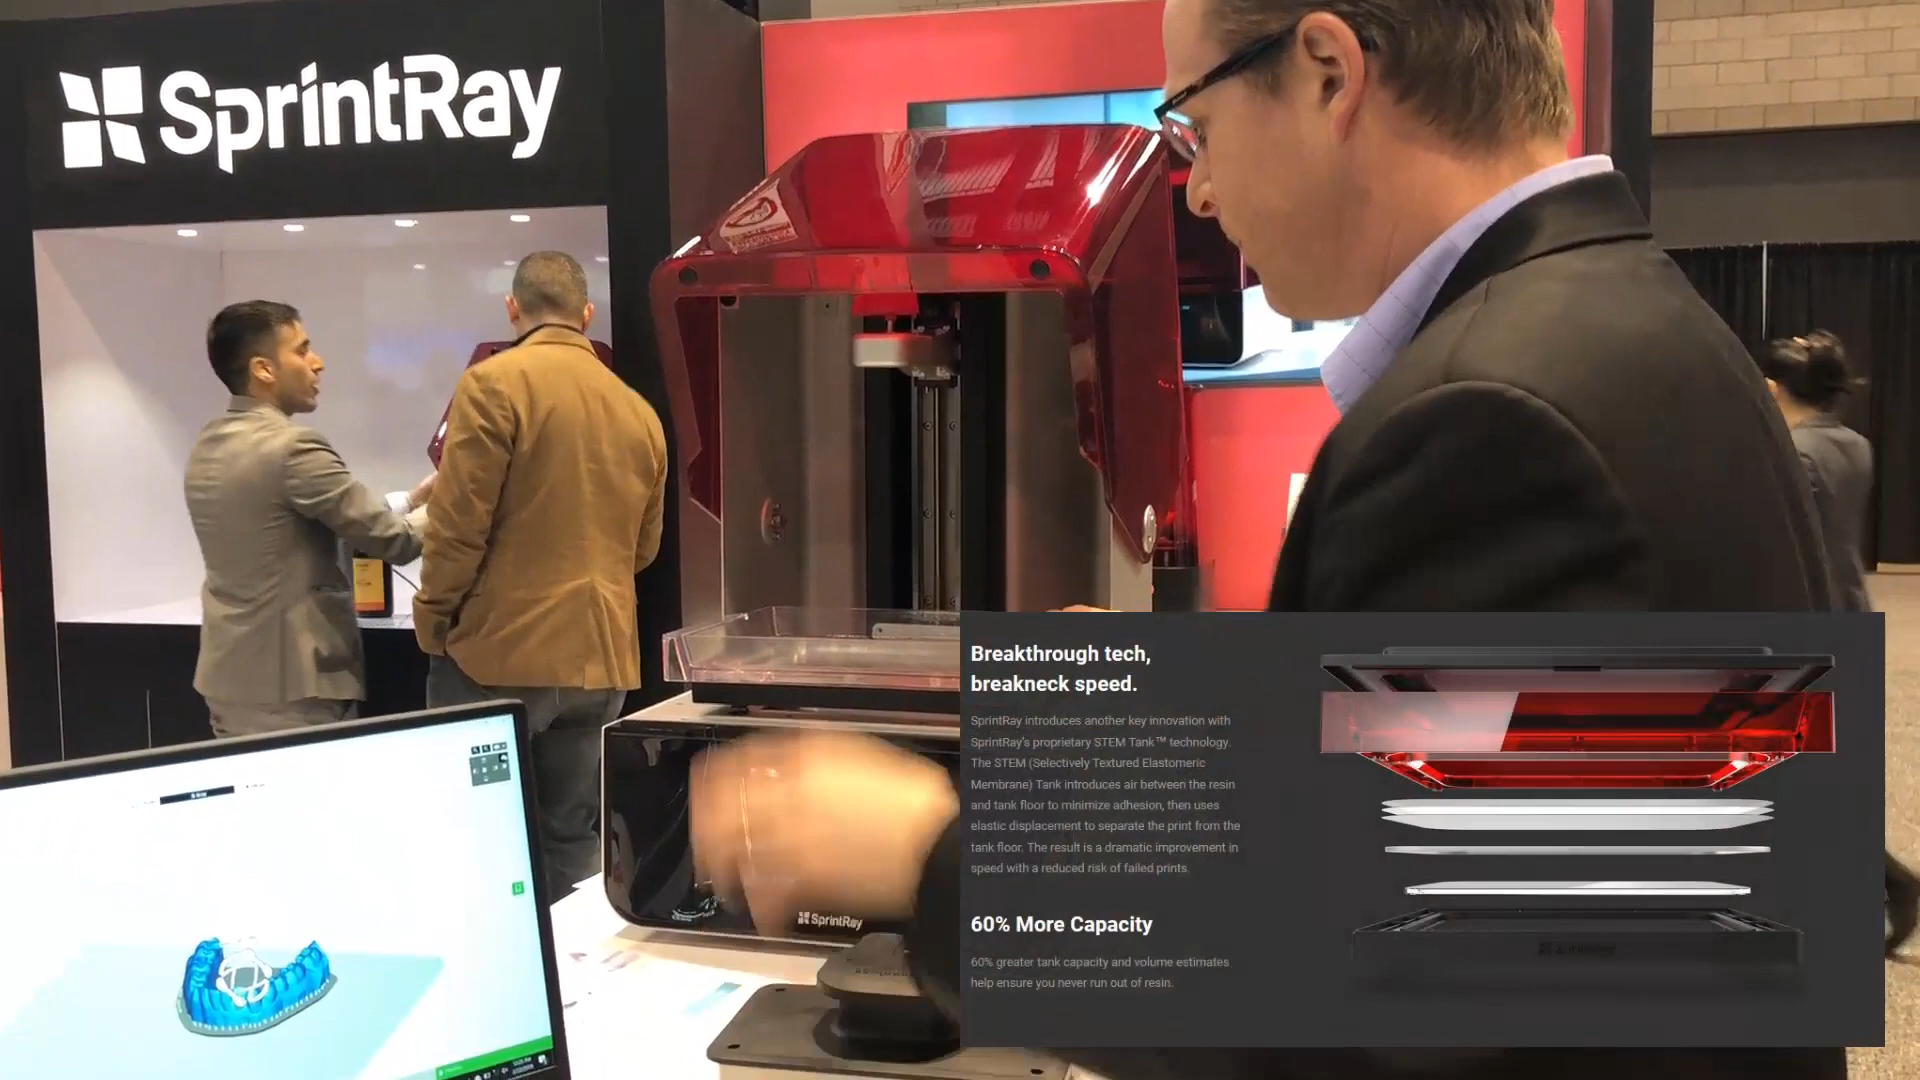 SprintRay
SprintRay
Breakthrough tech,
breakneck speed.
SprintRay introduces another key innovation with
SprintRay's proprietary STEM Tank™ technology.
The STEM (Selectively Textured Elastomeric
Membrane) Tank introduces air between the resin
and tank floor to minimize adhesion, then uses
elastic displacement to separate the print from the
tank floor. The result is a dramatic improvement in
speed with a reduced risk of failed prints.
60% More Capacity
60% greater tank capacity and volume estimates
help ensure you never run out of resin.
SprintRay